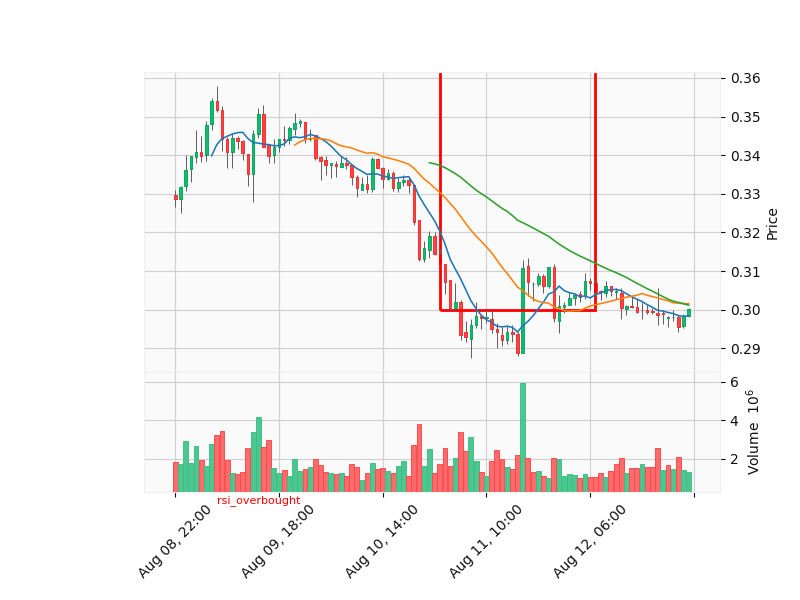 0.36
0.35
0.34
0.33
0.32
0.31
0.30
0.29
Price
6
4
2
Volume 10^6
rsi_overbought
Aug 08, 22:00
Aug 09, 18:00
Aug 10, 14:00
Aug 11, 10:00
Aug 12, 06:00